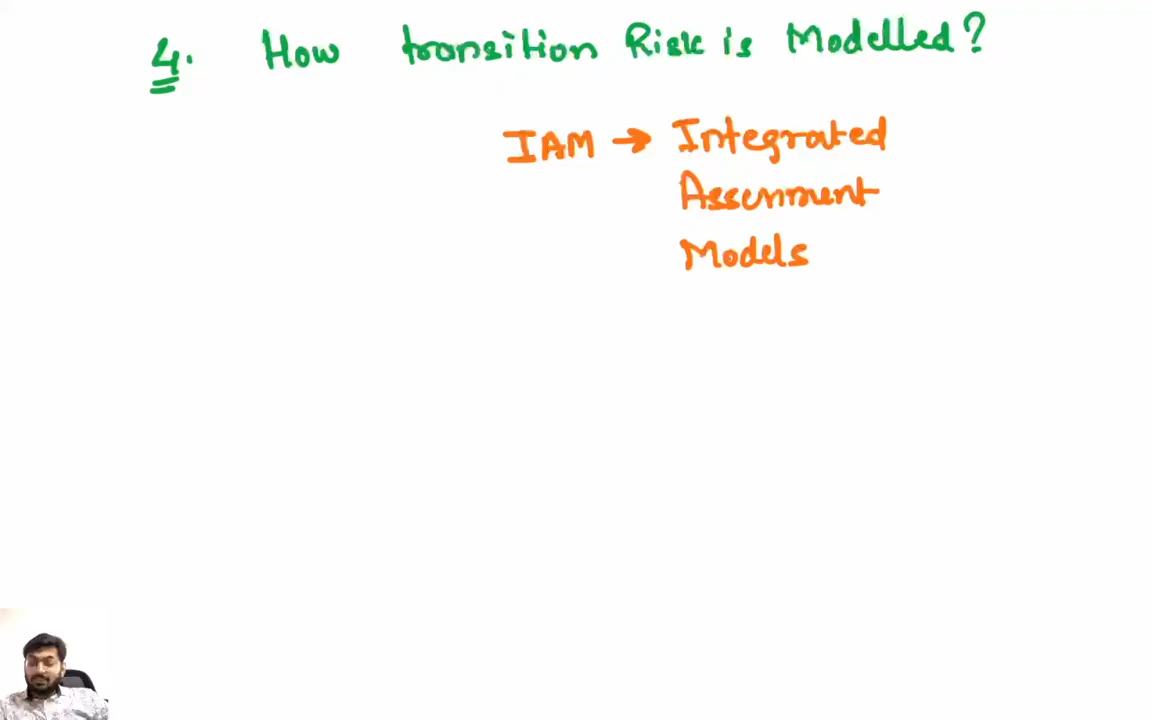 4. How transition Risk is Modelled?
IAM → Integrated
Assessment
Models